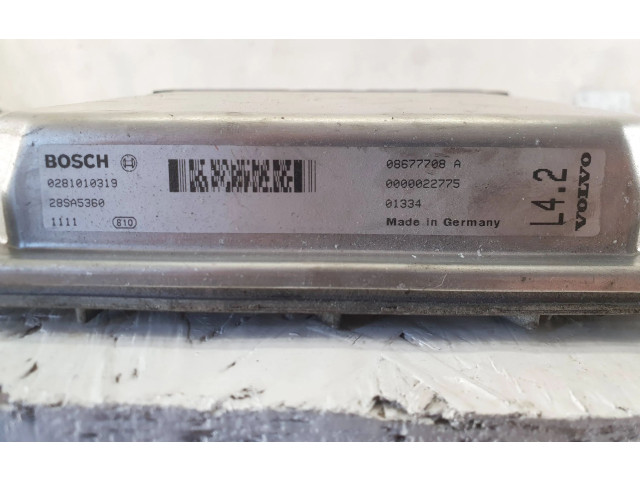 BOSCH
0281010319
28SA5360
1111 810
08677708 A
0000022775
01334
Made in Germany
L4.2
VOLVO